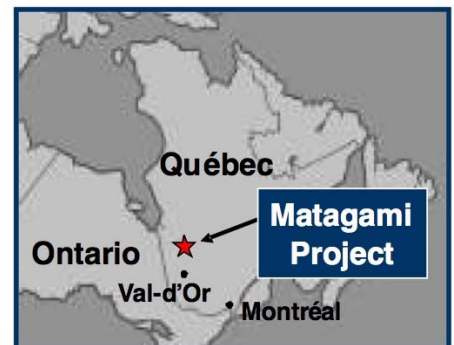 Québec
Matagami
Project
Ontario
Val-d'Or
Montréal